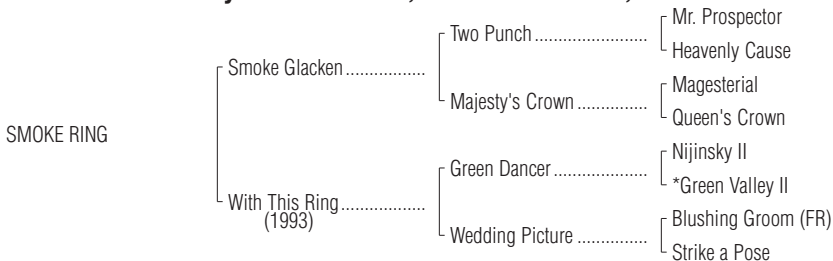 Mr. Prospector
Two Punch
Heavenly Cause
Smoke Glacken
Magesterial
Majesty's Crown
Queen's Crown
SMOKE RING
Nijinsky II
Green Dancer
*Green Valley II
With This Ring
(1993)
Blushing Groom (FR)
Wedding Picture
Strike a Pose